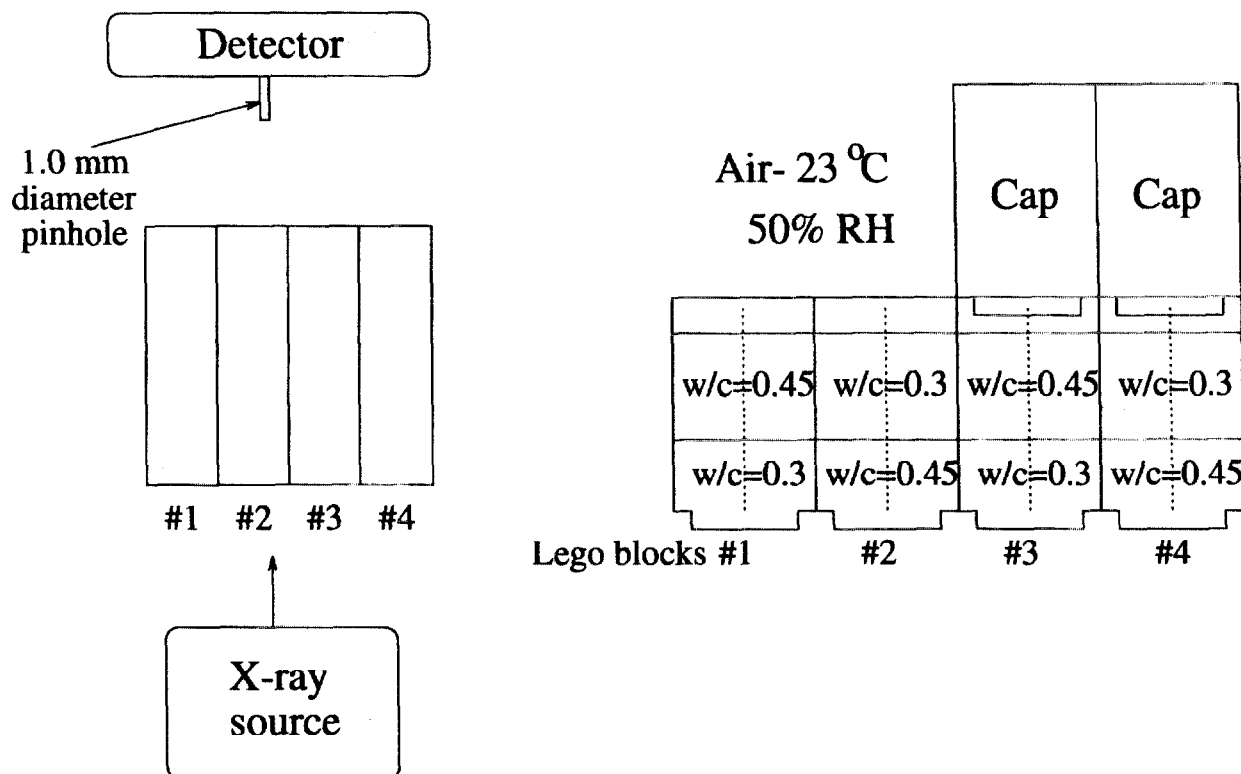 Detector
1.0 mm
diameter
pinhole
#1 #2 #3 #4
X-ray
source
Air- 23 °C
50% RH
Cap Cap
w/c=0.45 w/c=0.3 w/c=0.45 w/c=0.3
w/c=0.3 w/c=0.45 w/c=0.3 w/c=0.45
Lego blocks #1 #2 #3 #4